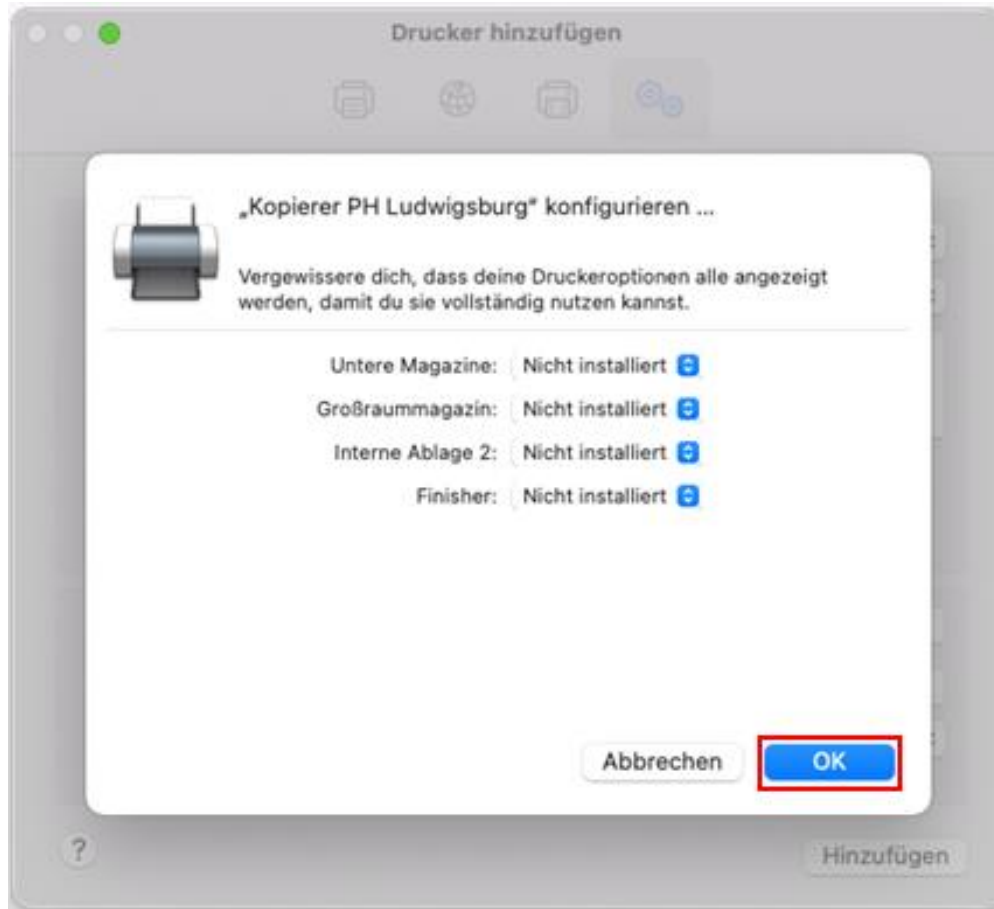 Drucker hinzufügen
„Kopierer PH Ludwigsburg“ konfigurieren ...
Vergewissere dich, dass deine Druckeroptionen alle angezeigt
werden, damit du sie vollständig nutzen kannst.
Untere Magazine: Nicht installiert
Großraummagazin: Nicht installiert
Interne Ablage 2: Nicht installiert
Finisher: Nicht installiert
Abbrechen OK
? Hinzufügen